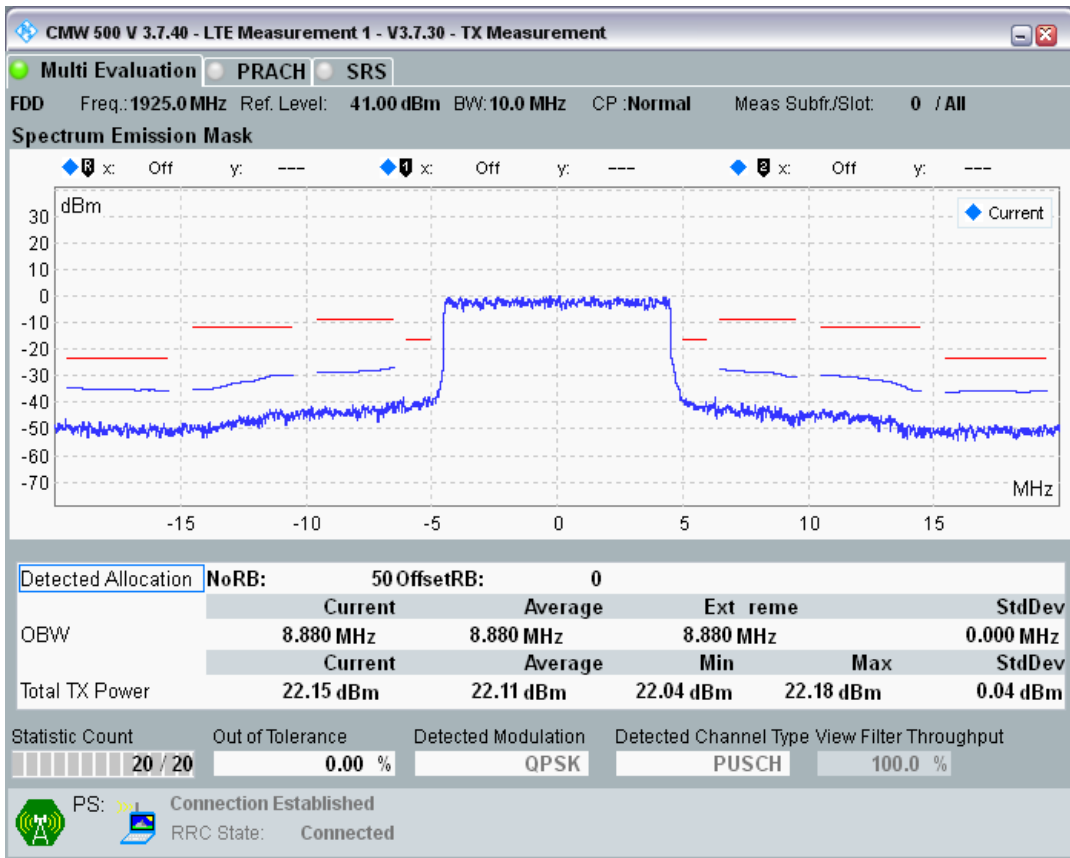 CMW 500 V 3.7.40 - LTE Measurement 1 - V3.7.30 - TX Measurement
Multi Evaluation PRACH SRS
FDD Freq.: 1925.0 MHz Ref. Level: 41.00 dBm BW: 10.0 MHz CP : Normal Meas Subfr./Slot: 0 / All
Spectrum Emission Mask
R x: Off y: --- 1 x: Off y: --- 2 x: Off y: ---
dBm
Current
30
20
10
0
-10
-20
-30
-40
-50
-60
-70
MHz
-15 -10 -5 0 5 10 15
Detected Allocation NoRB: 50 OffsetRB: 0
Current Average Ext reme StdDev
OBW 8.880 MHz 8.880 MHz 8.880 MHz 0.000 MHz
Current Average Min Max StdDev
Total TX Power 22.15 dBm 22.11 dBm 22.04 dBm 22.18 dBm 0.04 dBm
Statistic Count Out of Tolerance Detected Modulation Detected Channel Type View Filter Throughput
20 / 20 0.00 % QPSK PUSCH 100.0 %
PS: Connection Established
RRC State: Connected